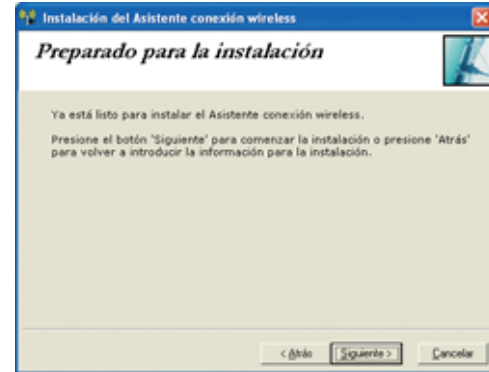 Instalación del Asistente conexión wireless
Preparado para la instalación
Ya está listo para instalar el Asistente conexión wireless.
Presione el botón 'Siguiente' para comenzar la instalación o presione 'Atrás'
para volver a introducir la información para la instalación.
< Atrás Siguiente > Cancelar